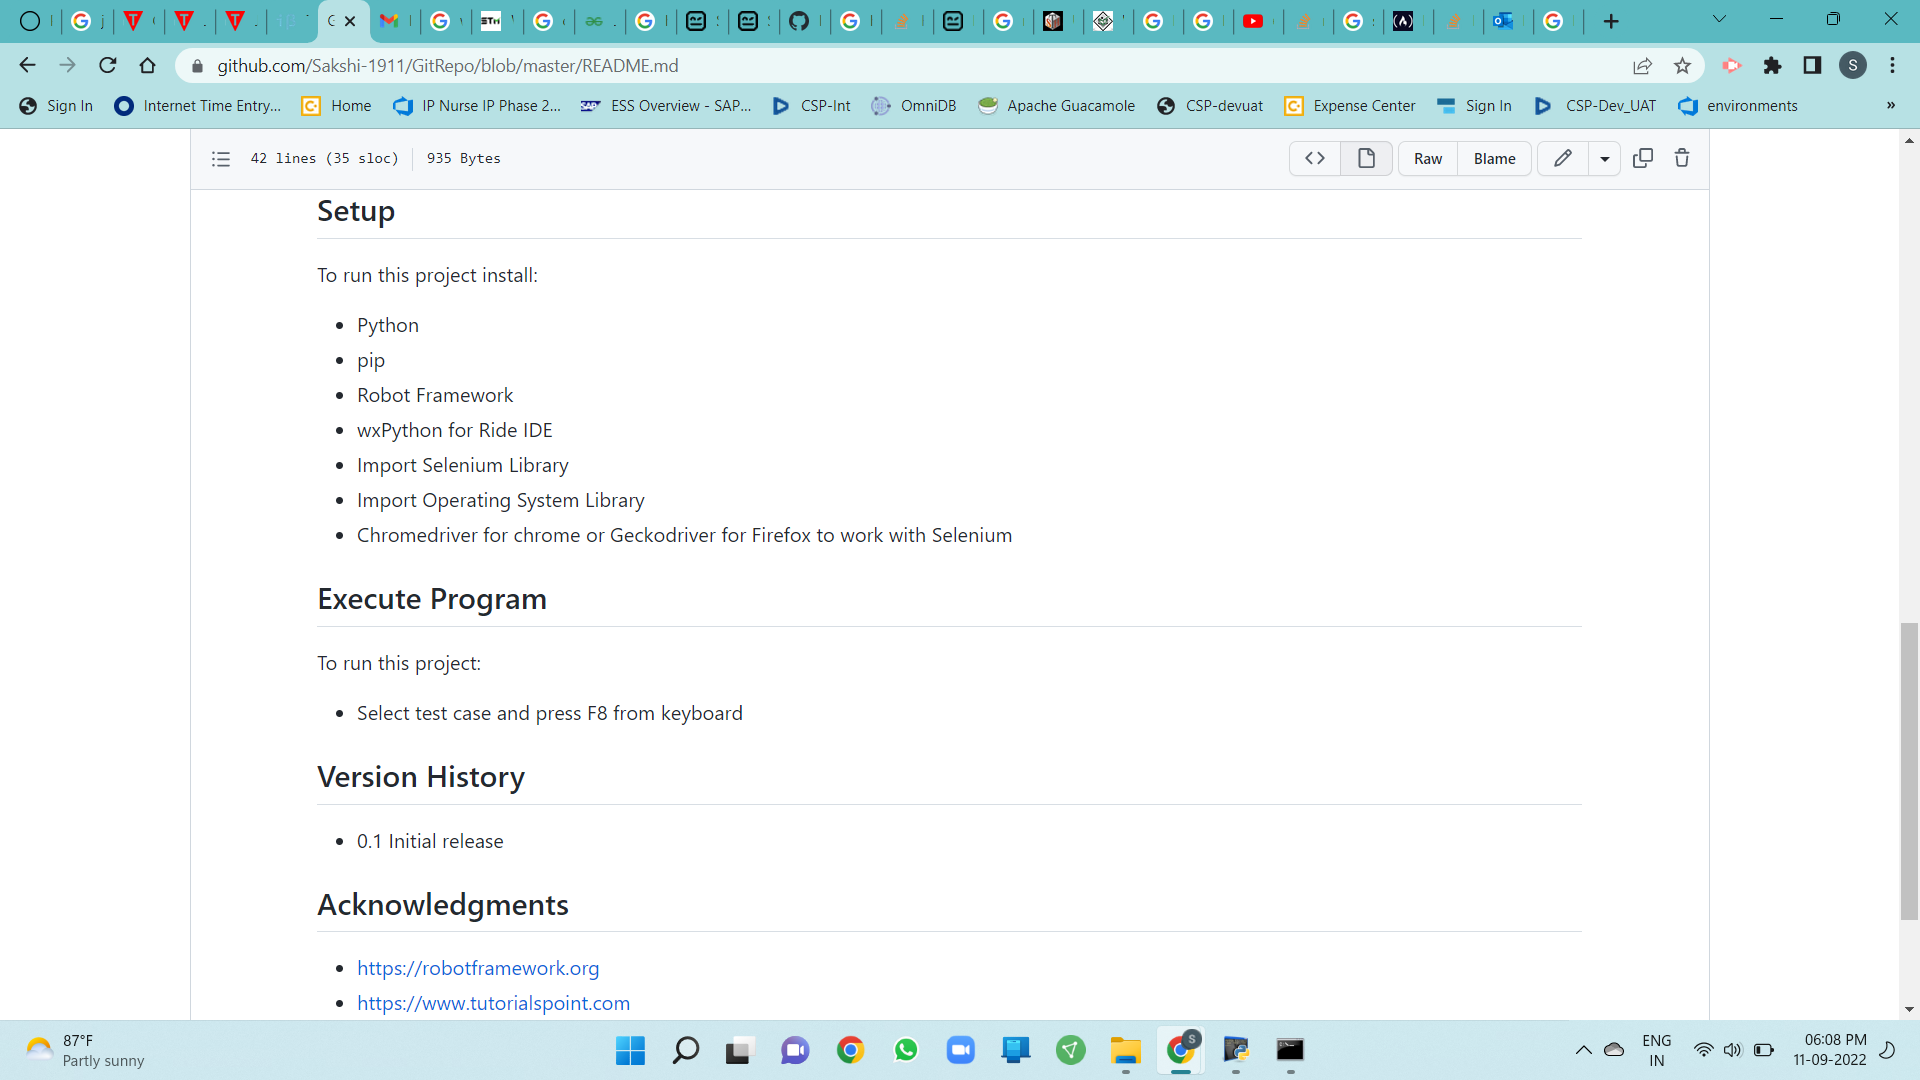 github.com/Sakshi-1911/GitRepo/blob/master/README.md
S
Sign In
Internet Time Entry...
Home
IP Nurse IP Phase 2...
ESS Overview - SAP...
CSP-Int
OmniDB
Apache Guacamole
CSP-devuat
Expense Center
Sign In
CSP-Dev_UAT
environments
»
42 lines (35 sloc)
935 Bytes
Raw
Blame
Setup
To run this project install:
• Python
• pip
• Robot Framework
• wxPython for Ride IDE
• Import Selenium Library
• Import Operating System Library
• Chromedriver for chrome or Geckodriver for Firefox to work with Selenium
Execute Program
To run this project:
• Select test case and press F8 from keyboard
Version History
• 0.1 Initial release
Acknowledgments
• https://robotframework.org
• https://www.tutorialspoint.com
87°F
Partly sunny
ENG
IN
06:08 PM
11-09-2022